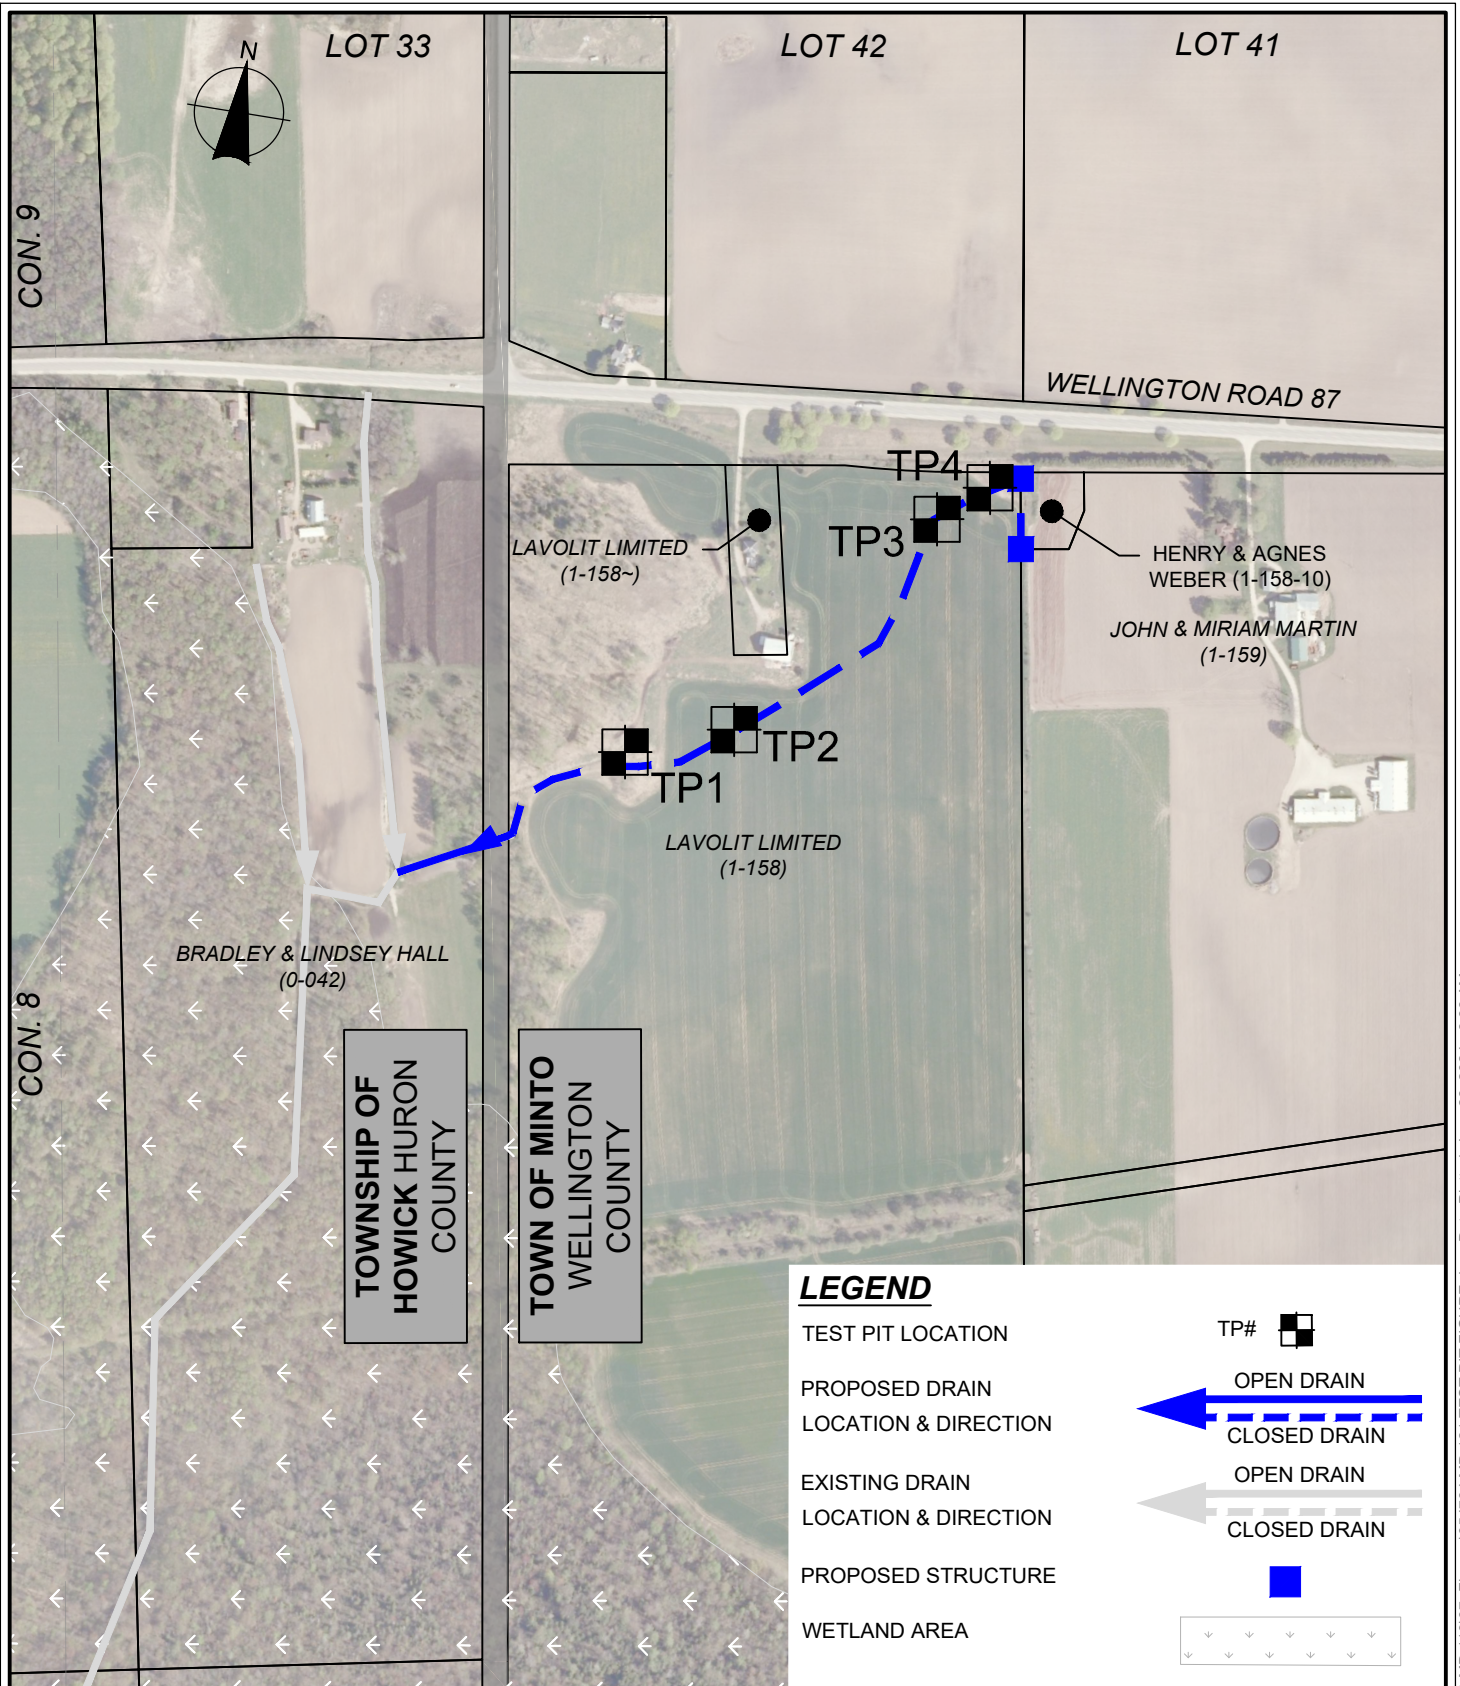 N
LOT 33
LOT 42
LOT 41
CON. 9
WELLINGTON ROAD 87
TP4
TP3
LAVOLIT LIMITED
(1-158~)
HENRY & AGNES
WEBER (1-158-10)
JOHN & MIRIAM MARTIN
(1-159)
TP2
TP1
LAVOLIT LIMITED
(1-158)
BRADLEY & LINDSEY HALL
(0-042)
CON. 8
TOWNSHIP OF
HOWICK HURON
COUNTY
TOWN OF MINTO
WELLINGTON
COUNTY
LEGEND
TEST PIT LOCATION
TP#
PROPOSED DRAIN
LOCATION & DIRECTION
OPEN DRAIN
CLOSED DRAIN
EXISTING DRAIN
LOCATION & DIRECTION
OPEN DRAIN
CLOSED DRAIN
PROPOSED STRUCTURE
WETLAND AREA